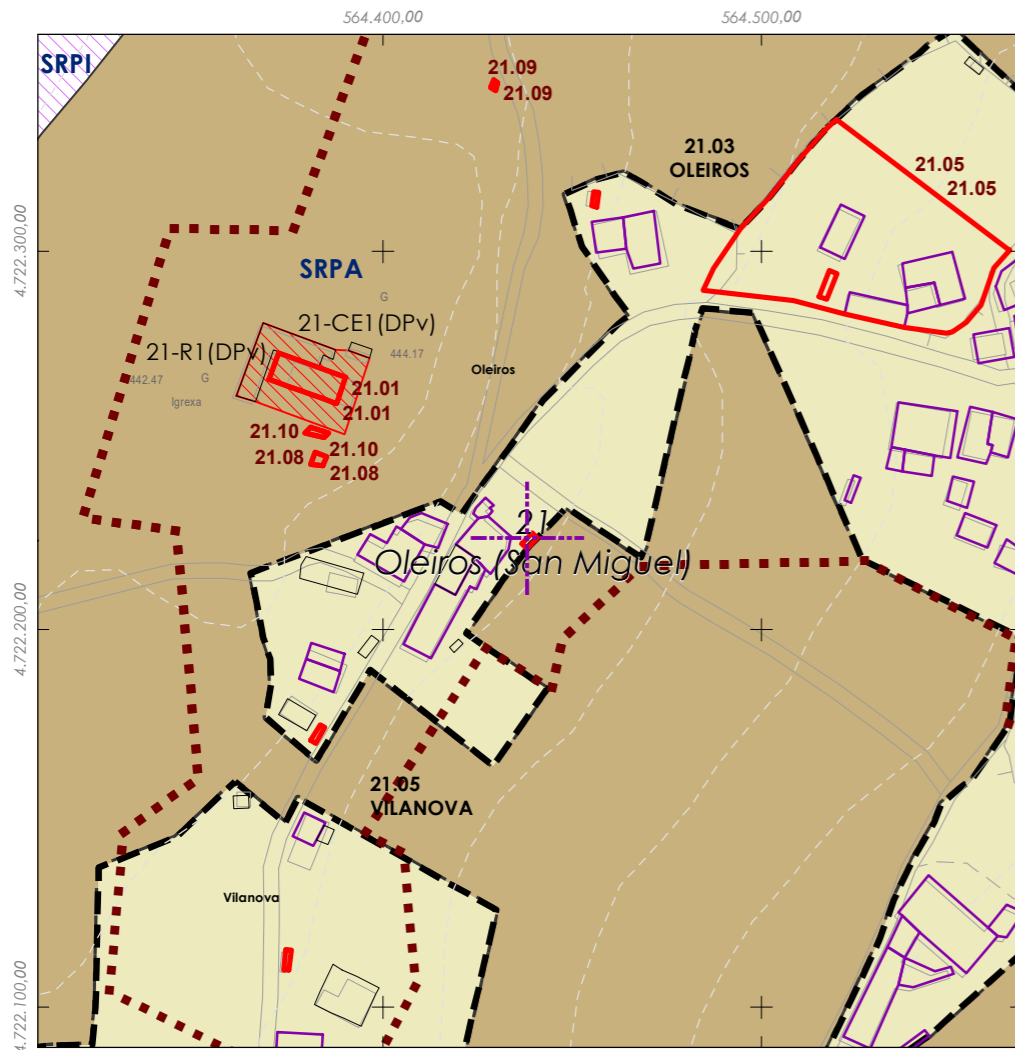 564.400,00
564.500,00
SRPI
21.09
21.09
21.03
OLEIROS
21.05
21.05
4.722.300,00
SRPA
G
21-CE1(DPv)
21-R1(DPv)
444.17
442.47
G
Oleiros
Igrexa
21.01
21.01
21.10
21.10
21.08
21.08
21
Oleiros (San Miguel)
4.722.200,00
21.05
VILANOVA
Vilanova
4.722.100,00